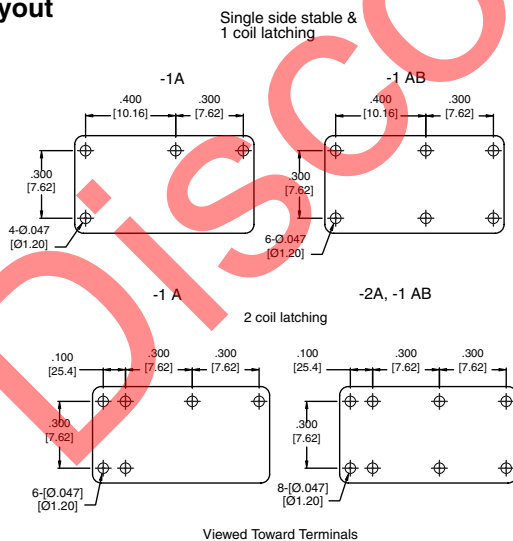 yout
Single side stable &
1 coil latching
-1A
-1 AB
.400
[10.16]
.300
[7.62]
.400
[10.16]
.300
[7.62]
.300
[7.62]
.300
[7.62]
4-Ø.047
[Ø1.20]
6-Ø.047
[Ø1.20]
-1 A
-2A, -1 AB
2 coil latching
.100
[25.4]
.300
[7.62]
.300
[7.62]
.100
[25.4]
.300
[7.62]
.300
[7.62]
.300
[7.62]
.300
[7.62]
6-[Ø.047]
[Ø1.20]
8-[Ø.047]
[Ø1.20]
Viewed Toward Terminals
Disco